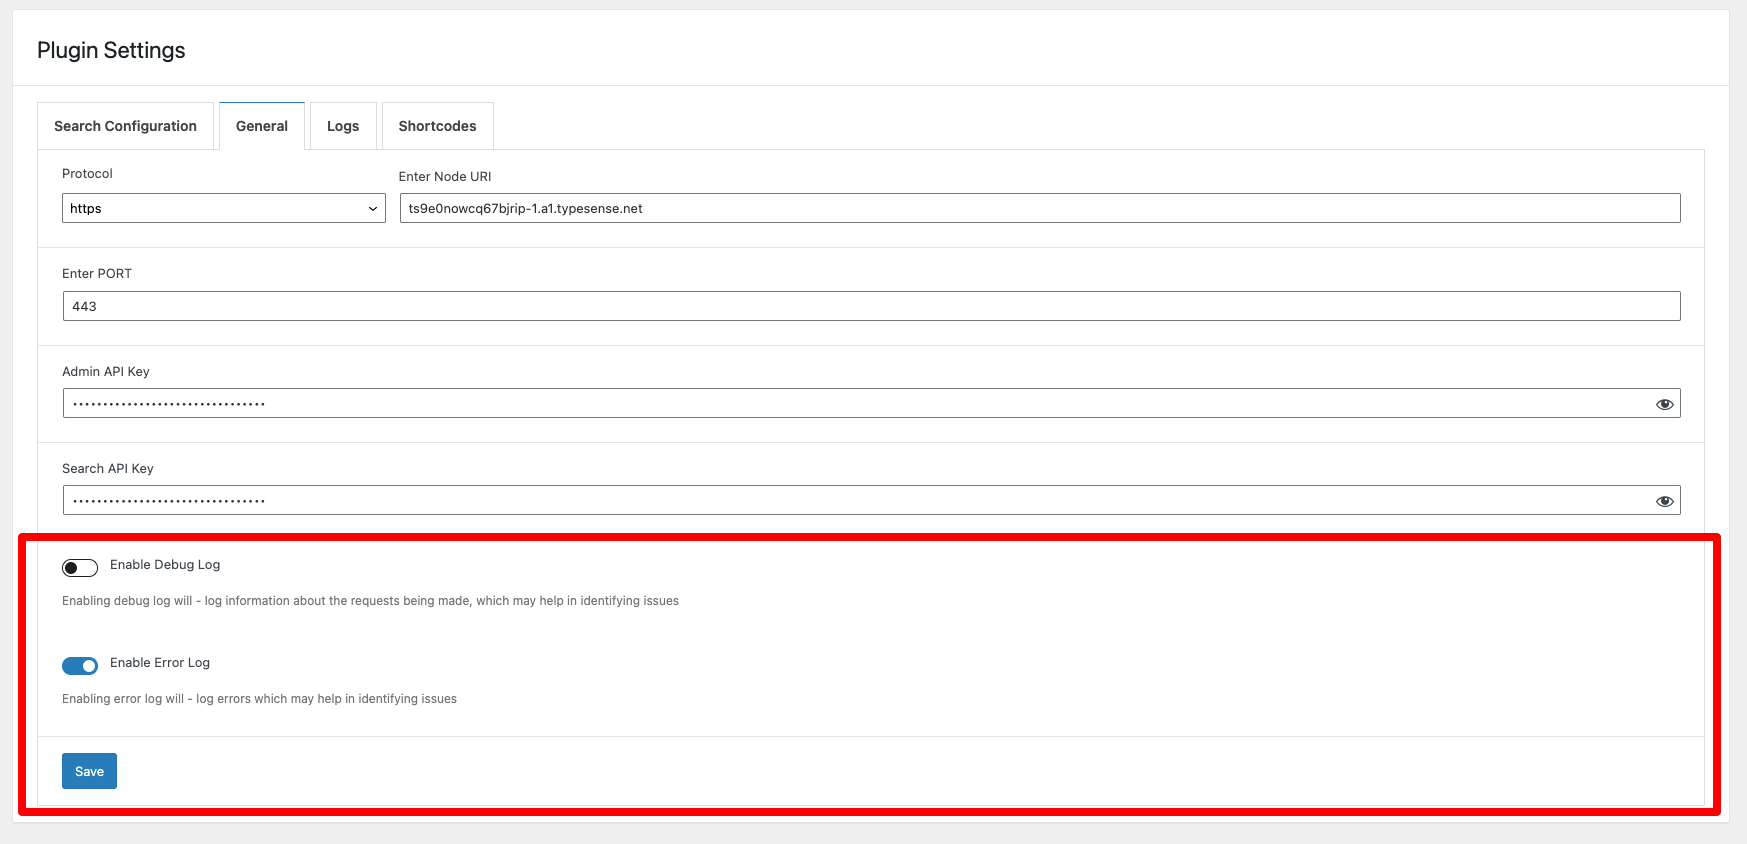 Plugin Settings
Search Configuration General Logs Shortcodes
Protocol Enter Node URI
https ts9e0nowcq67bjrip-1.a1.typesense.net
Enter PORT
443
Admin API Key
••••••••••••••••••••••••••••••••
Search API Key
••••••••••••••••••••••••••••••••
Enable Debug Log
Enabling debug log will - log information about the requests being made, which may help in identifying issues
Enable Error Log
Enabling error log will - log errors which may help in identifying issues
Save